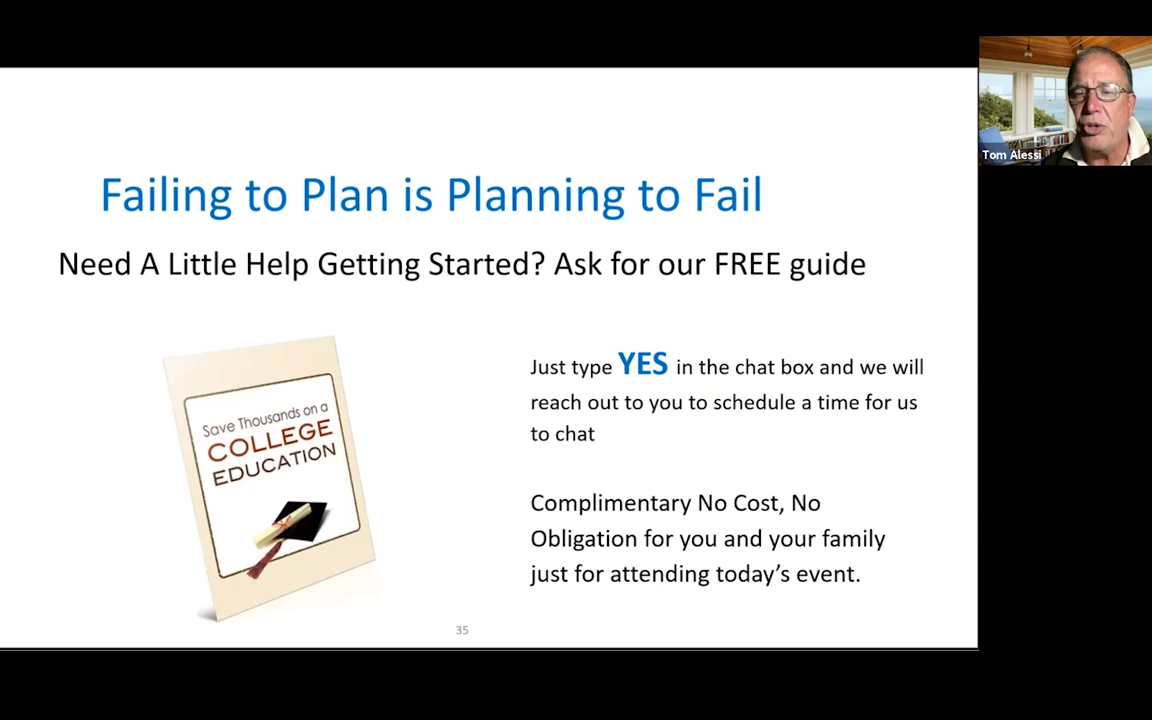 Tom Alessi
Failing to Plan is Planning to Fail
Need A Little Help Getting Started? Ask for our FREE guide
Save Thousands on a
COLLEGE
EDUCATION
Just type YES in the chat box and we will
reach out to you to schedule a time for us
to chat
Complimentary No Cost, No
Obligation for you and your family
just for attending today’s event.
35